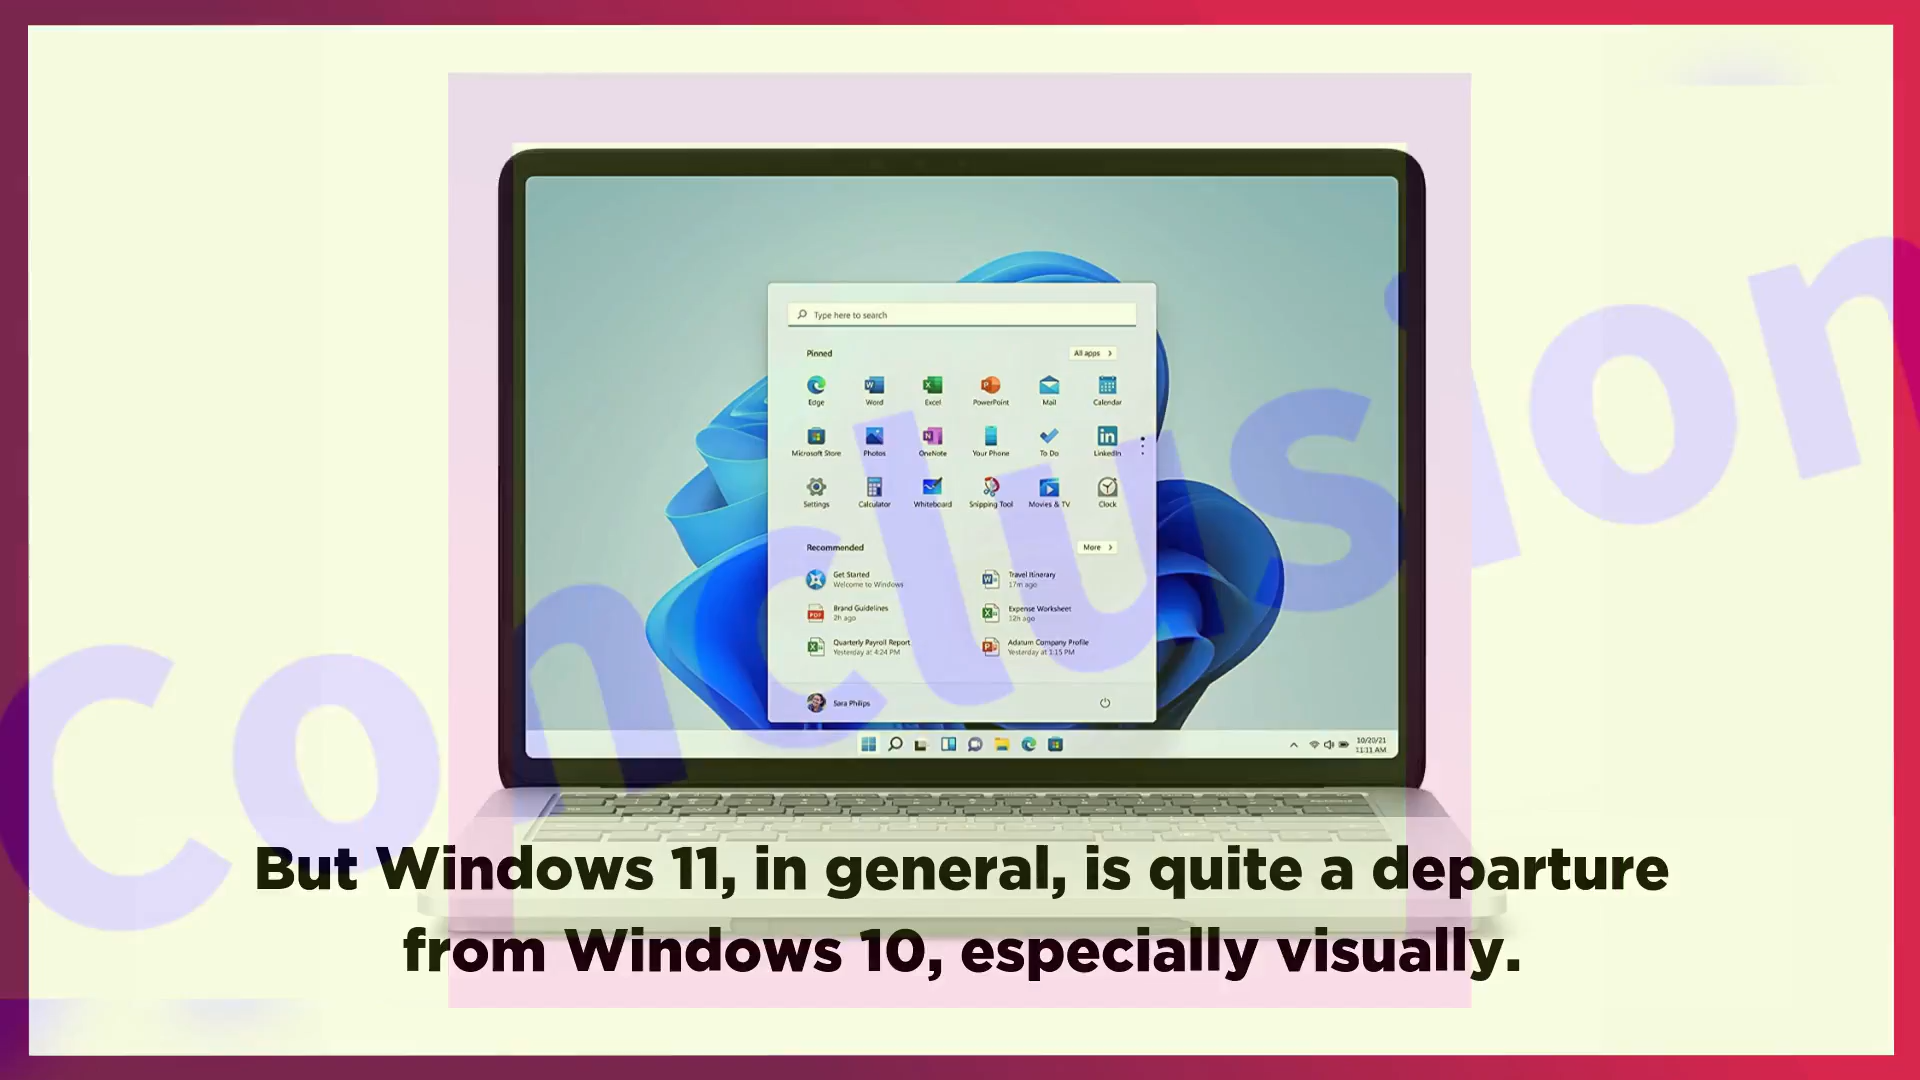 Conclusion
Type here to search
Pinned
All apps
Edge
Word
Excel
PowerPoint
Mail
Calendar
Microsoft Store
Photos
OneNote
Your Phone
To Do
LinkedIn
Settings
Calculator
Whiteboard
Snipping Tool
Movies & TV
Clock
Recommended
More
Get Started
Welcome to Windows
Travel Itinerary
17m ago
Brand Guidelines
2h ago
Expense Worksheet
12h ago
Quarterly Payroll Report
Yesterday at 4:24 PM
Adatum Company Profile
Yesterday at 1:15 PM
Sara Philips
10/20/21
11:11 AM
But Windows 11, in general, is quite a departure
from Windows 10, especially visually.